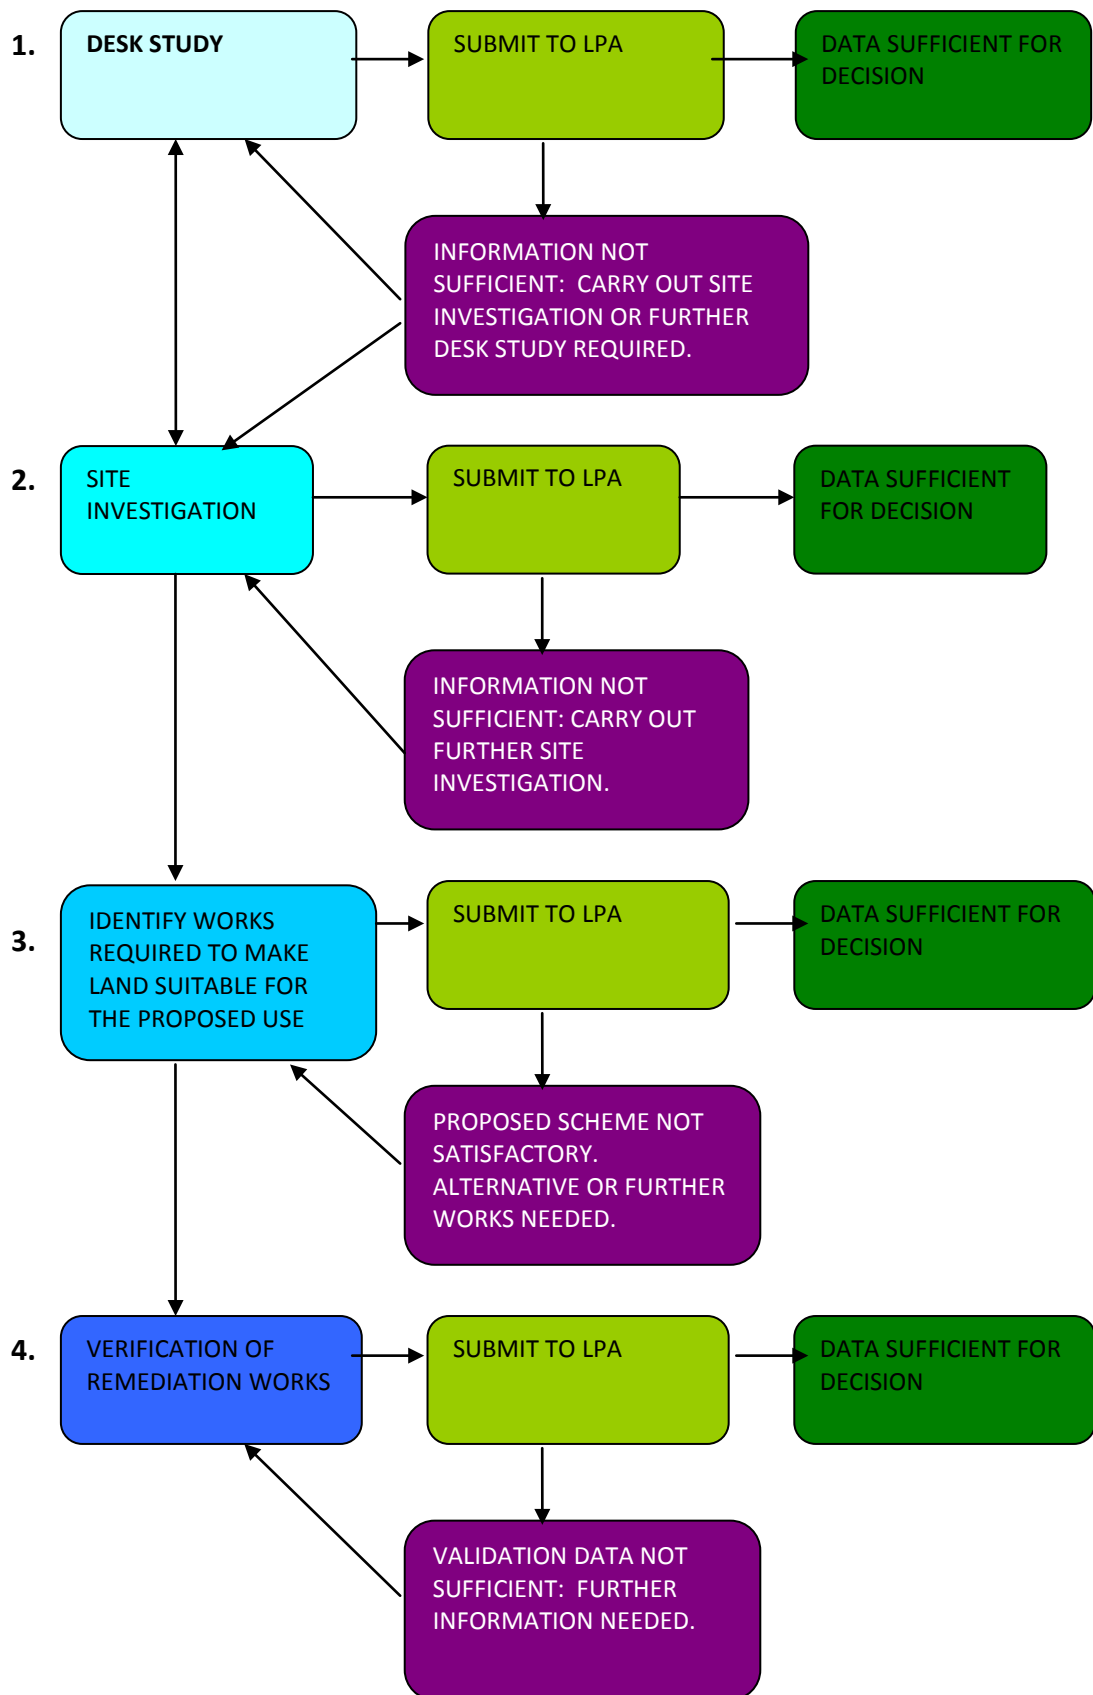 1.
DESK STUDY
SUBMIT TO LPA
DATA SUFFICIENT FOR
DECISION
INFORMATION NOT
SUFFICIENT:  CARRY OUT SITE
INVESTIGATION OR FURTHER
DESK STUDY REQUIRED.
2.
SITE
INVESTIGATION
SUBMIT TO LPA
DATA SUFFICIENT
FOR DECISION
INFORMATION NOT
SUFFICIENT: CARRY OUT
FURTHER SITE
INVESTIGATION.
3.
IDENTIFY WORKS
REQUIRED TO MAKE
LAND SUITABLE FOR
THE PROPOSED USE
SUBMIT TO LPA
DATA SUFFICIENT FOR
DECISION
PROPOSED SCHEME NOT
SATISFACTORY.
ALTERNATIVE OR FURTHER
WORKS NEEDED.
4.
VERIFICATION OF
REMEDIATION WORKS
SUBMIT TO LPA
DATA SUFFICIENT FOR
DECISION
VALIDATION DATA NOT
SUFFICIENT:  FURTHER
INFORMATION NEEDED.